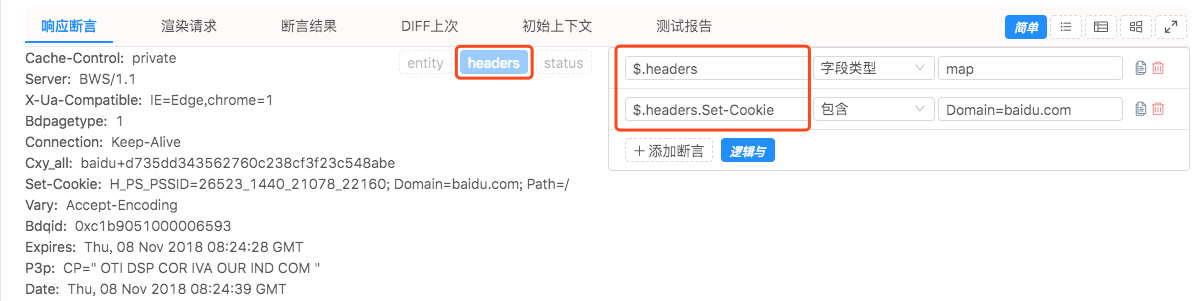 响应断言 渲染请求 断言结果 DIFF上次 初始上下文 测试报告 简单
Cache-Control: private
Server: BWS/1.1
X-Ua-Compatible: IE=Edge,chrome=1
Bdpagetype: 1
Connection: Keep-Alive
Cxy_all: baidu+d735dd343562760c238cf3f23c548abe
Set-Cookie: H_PS_PSSID=26523_1440_21078_22160; Domain=baidu.com; Path=/
Vary: Accept-Encoding
Bdqid: 0xc1b9051000006593
Expires: Thu, 08 Nov 2018 08:24:28 GMT
P3p: CP=" OTI DSP COR IVA OUR IND COM "
Date: Thu, 08 Nov 2018 08:24:39 GMT
entity headers status
$.headers 字段类型 map
$.headers.Set-Cookie 包含 Domain=baidu.com
+添加断言 逻辑与